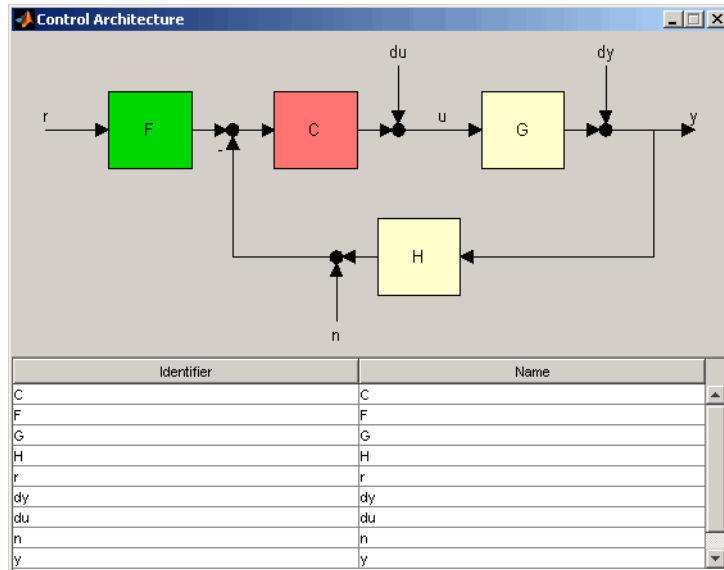 Control Architecture
du
dy
r
F
C
u
G
y
-
H
n
Identifier Name
C C
F F
G G
H H
r r
dy dy
du du
n n
y y